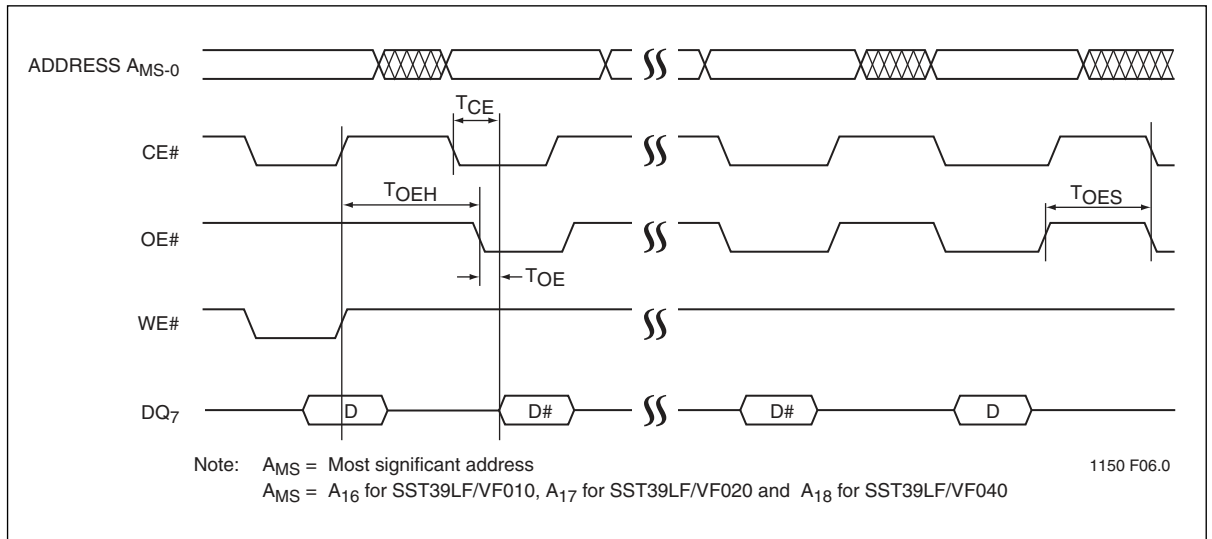 ADDRESS AMS-0
TCE
CE#
TOEH
TOES
OE#
TOE
WE#
DQ7
D
D#
D#
D
Note: AMS = Most significant address
1150 F06.0
AMS = A16 for SST39LF/VF010, A17 for SST39LF/VF020 and A18 for SST39LF/VF040